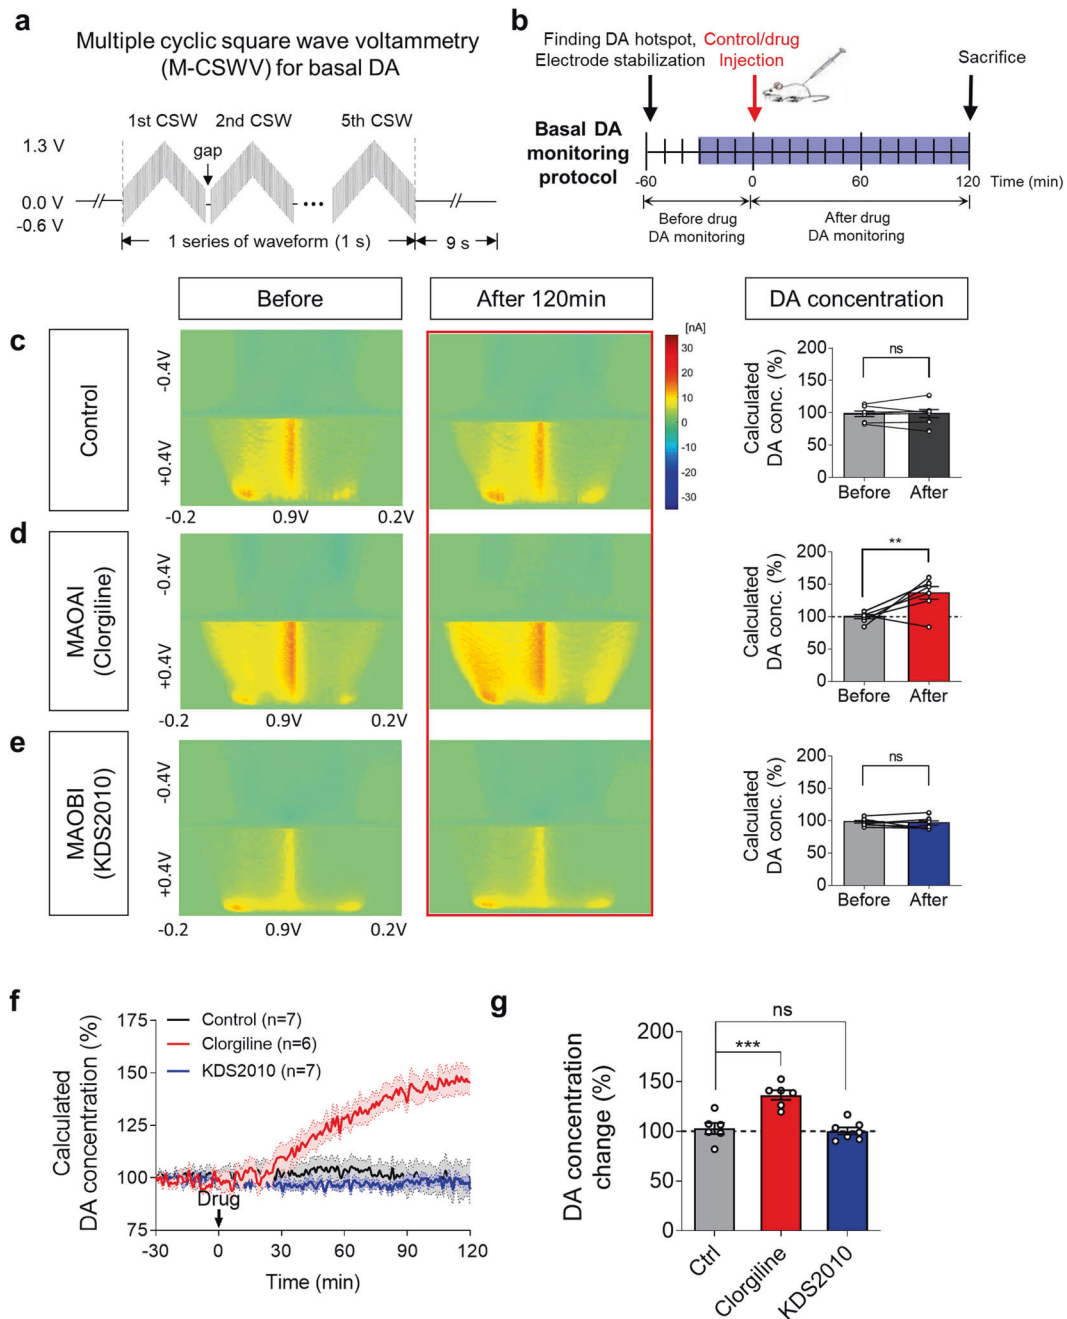 a
Multiple cyclic square wave voltammetry
(M-CSWV) for basal DA
1st CSW 2nd CSW 5th CSW
gap
1.3 V
0.0 V
-0.6 V
1 series of waveform (1 s)
9 s
b
Finding DA hotspot,
Electrode stabilization
Control/drug
Injection
Sacrifice
Basal DA
monitoring
protocol
-60 0 60 120 Time (min)
Before drug
DA monitoring
After drug
DA monitoring
Before
After 120min
DA concentration
c
Control
-0.4V
+0.4V
-0.2 0.9V 0.2V
[nA]
30
20
10
0
-10
-20
-30
Calculated
DA conc. (%)
200
150
100
50
0
ns
Before After
d
MAOAI
(Clorgiline)
-0.4V
+0.4V
-0.2 0.9V 0.2V
Calculated
DA conc. (%)
200
150
100
50
0
**
Before After
e
MAOBI
(KDS2010)
-0.4V
+0.4V
-0.2 0.9V 0.2V
Calculated
DA conc. (%)
200
150
100
50
0
ns
Before After
f
Calculated
DA concentration (%)
175
150
125
100
75
Control (n=7)
Clorgiline (n=6)
KDS2010 (n=7)
Drug
-30 0 30 60 90 120
Time (min)
g
DA concentration
change (%)
200
150
100
50
0
ns
***
Ctrl
Clorgiline
KDS2010